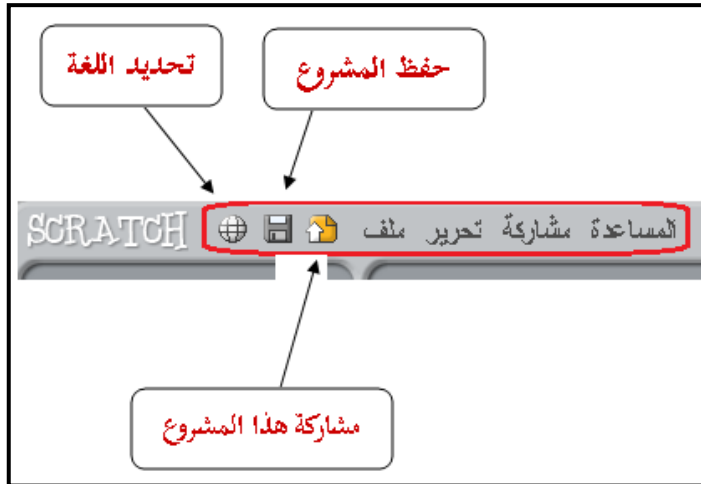 تحديد اللغة
حفظ المشروع
SCRATCH ملف تحرير مشاركة المساعدة
مشاركة هذا المشروع